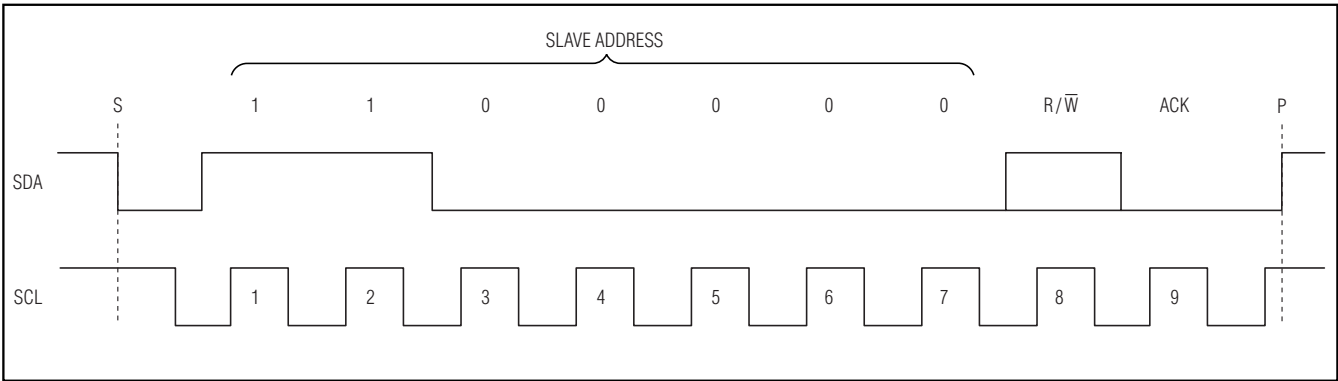 SLAVE ADDRESS
S 1 1 0 0 0 0 0 R/W̅ ACK P
SDA
SCL 1 2 3 4 5 6 7 8 9